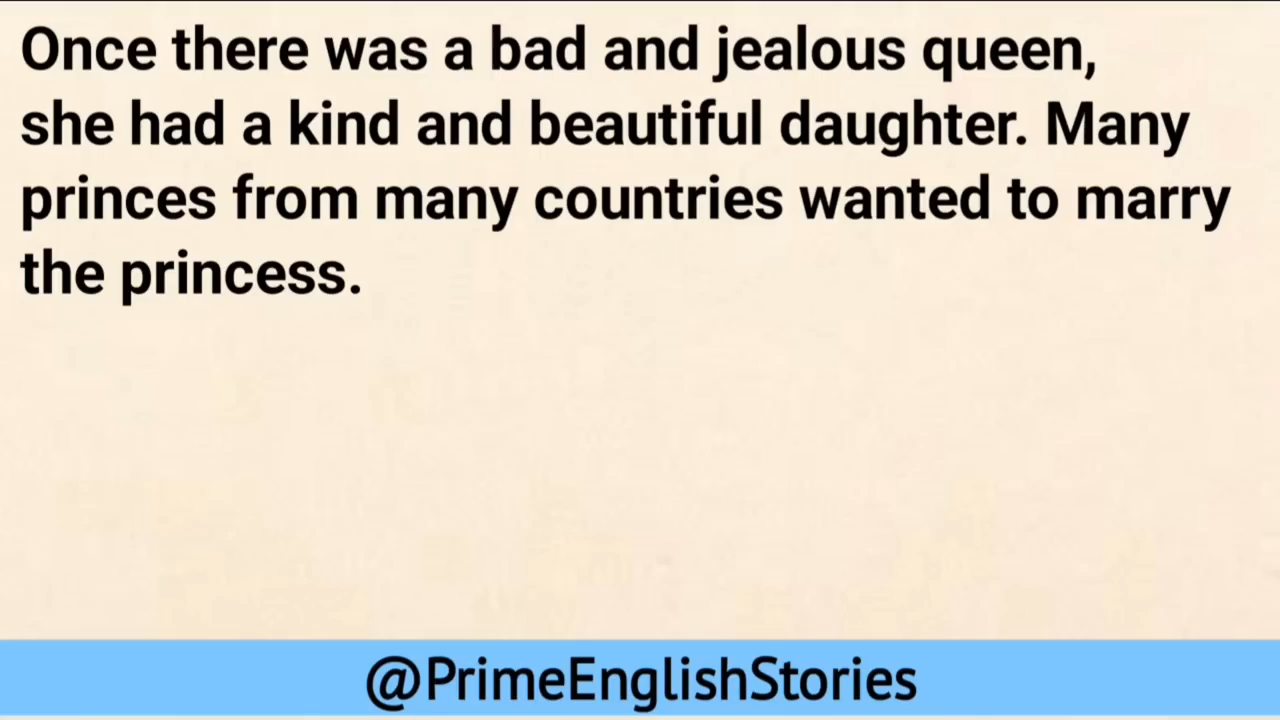 Once there was a bad and jealous queen,
she had a kind and beautiful daughter. Many
princes from many countries wanted to marry
the princess.
@PrimeEnglishStories